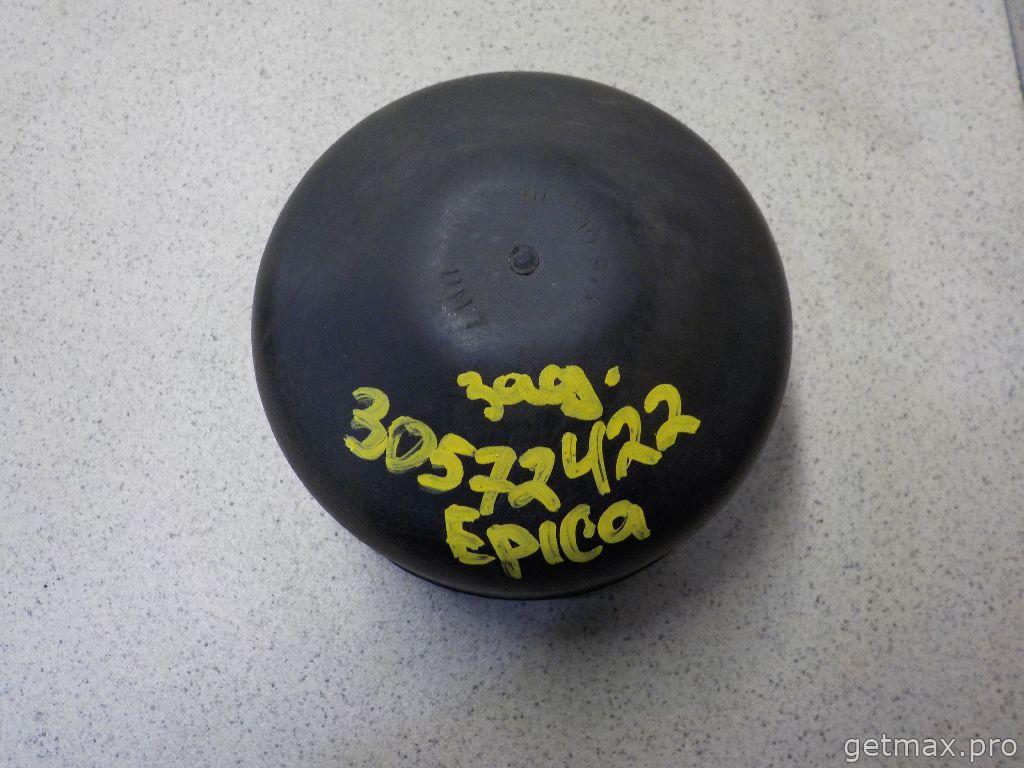 зад.
30572422
Epica
getmax.pro